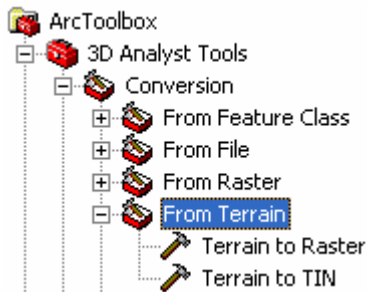 ArcToolbox
3D Analyst Tools
Conversion
From Feature Class
From File
From Raster
From Terrain
Terrain to Raster
Terrain to TIN